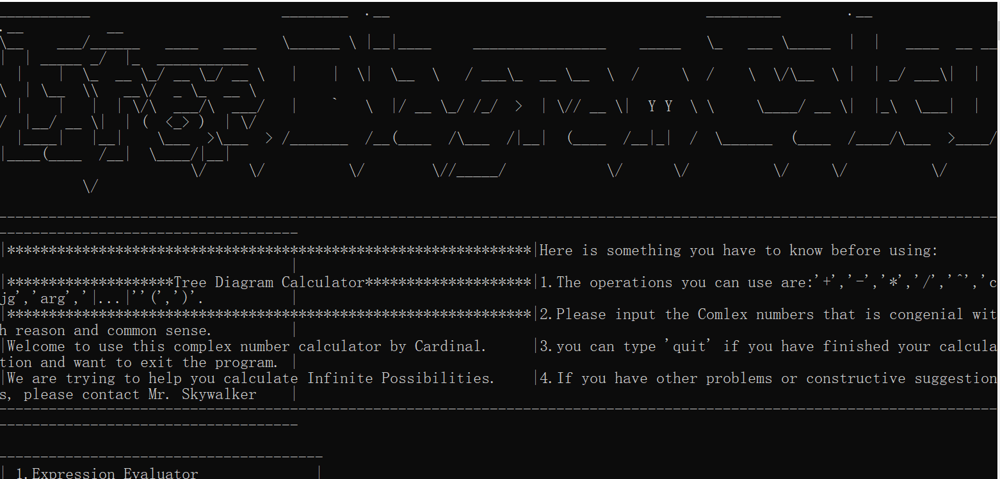 |***************************************************************|Here is something you have to know before using:
|
|********************Tree Diagram Calculator********************|1.The operations you can use are:'+','-','*','/','^','c
jg','arg','|...|''(',')'. |
|***************************************************************|2.Please input the Comlex numbers that is congenial wit
h reason and common sense. |
|Welcome to use this complex number calculator by Cardinal. |3.you can type 'quit' if you have finished your calcula
tion and want to exit the program. |
|We are trying to help you calculate Infinite Possibilities. |4.If you have other problems or constructive suggestion
s, please contact Mr. Skywalker |
| 1.Expression Evaluator |